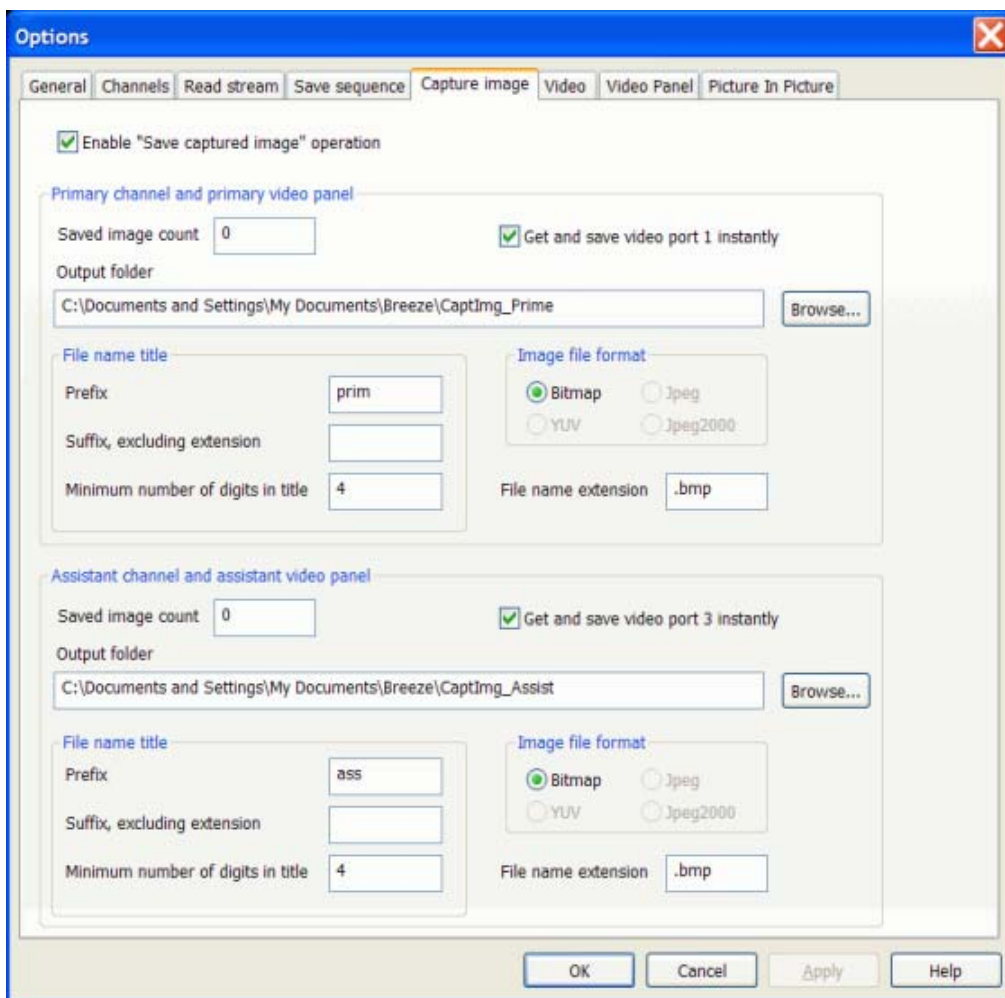 Options
General Channels Read stream Save sequence Capture image Video Video Panel Picture In Picture
Enable "Save captured image" operation
Primary channel and primary video panel
Saved image count 0 Get and save video port 1 instantly
Output folder
C:\Documents and Settings\My Documents\Breeze\CaptImg_Prime Browse...
File name title Image file format
Prefix prim Bitmap Jpeg
YUV Jpeg2000
Suffix, excluding extension
Minimum number of digits in title 4 File name extension .bmp
Assistant channel and assistant video panel
Saved image count 0 Get and save video port 3 instantly
Output folder
C:\Documents and Settings\My Documents\Breeze\CaptImg_Assist Browse...
File name title Image file format
Prefix ass Bitmap Jpeg
YUV Jpeg2000
Suffix, excluding extension
Minimum number of digits in title 4 File name extension .bmp
OK Cancel Apply Help